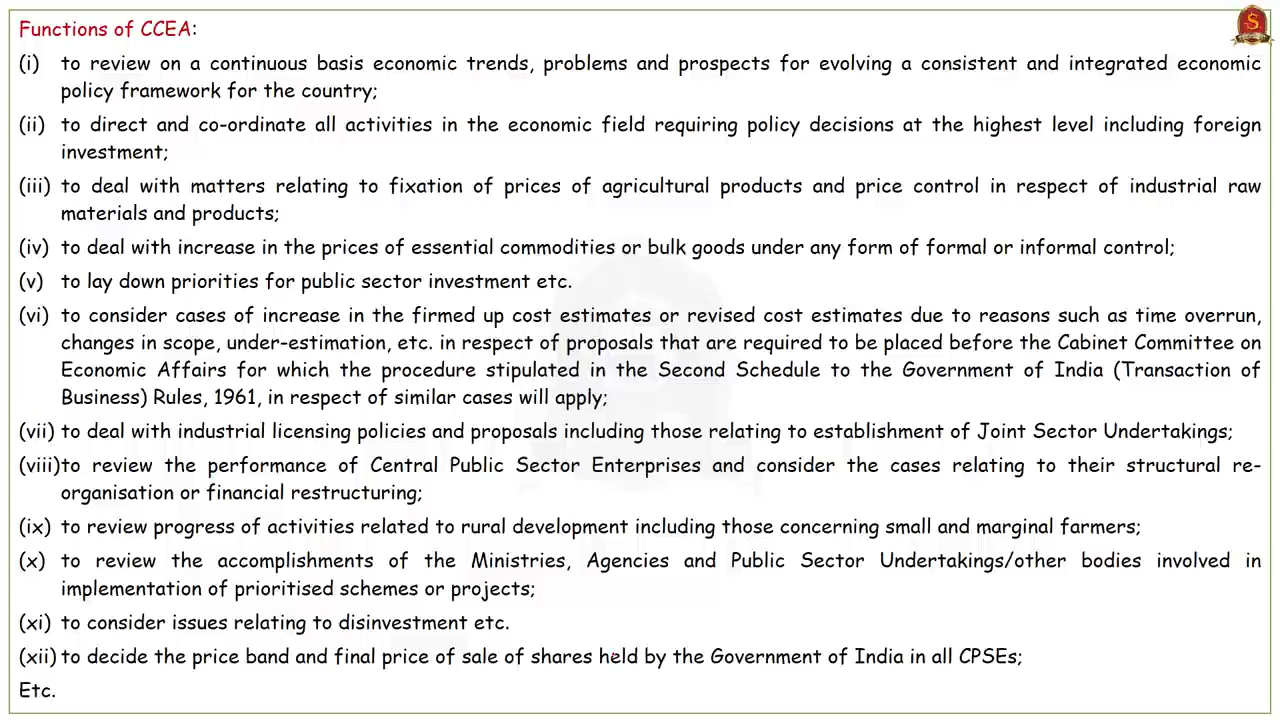 Functions of CCEA:
(i) to review on a continuous basis economic trends, problems and prospects for evolving a consistent and integrated economic
policy framework for the country;
(ii) to direct and co-ordinate all activities in the economic field requiring policy decisions at the highest level including foreign
investment;
(iii) to deal with matters relating to fixation of prices of agricultural products and price control in respect of industrial raw
materials and products;
(iv) to deal with increase in the prices of essential commodities or bulk goods under any form of formal or informal control;
(v) to lay down priorities for public sector investment etc.
(vi) to consider cases of increase in the firmed up cost estimates or revised cost estimates due to reasons such as time overrun,
changes in scope, under-estimation, etc. in respect of proposals that are required to be placed before the Cabinet Committee on
Economic Affairs for which the procedure stipulated in the Second Schedule to the Government of India (Transaction of
Business) Rules, 1961, in respect of similar cases will apply;
(vii) to deal with industrial licensing policies and proposals including those relating to establishment of Joint Sector Undertakings;
(viii)to review the performance of Central Public Sector Enterprises and consider the cases relating to their structural re-
organisation or financial restructuring;
(ix) to review progress of activities related to rural development including those concerning small and marginal farmers;
(x) to review the accomplishments of the Ministries, Agencies and Public Sector Undertakings/other bodies involved in
implementation of prioritised schemes or projects;
(xi) to consider issues relating to disinvestment etc.
(xii) to decide the price band and final price of sale of shares held by the Government of India in all CPSEs;
Etc.